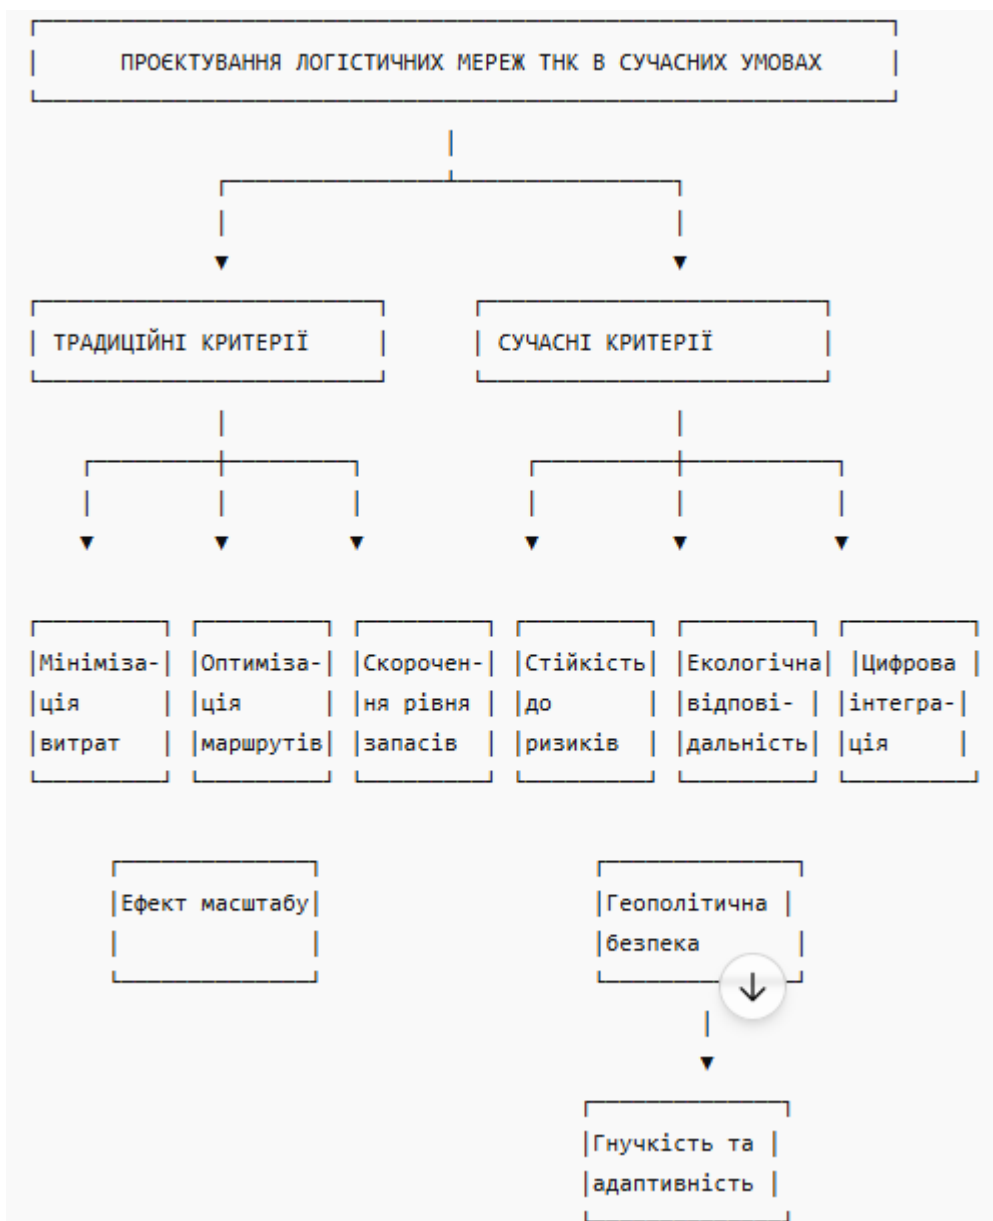 ПРОЄКТУВАННЯ ЛОГІСТИЧНИХ МЕРЕЖ ТНК В СУЧАСНИХ УМОВАХ
ТРАДИЦІЙНІ КРИТЕРІЇ
СУЧАСНІ КРИТЕРІЇ
Мініміза-
ція
витрат
Оптиміза-
ція
маршрутів
Скорочен-
ня рівня
запасів
Стійкість
до
ризиків
Екологічна
відпові-
дальність
Цифрова
інтегра-
ція
Ефект масштабу
Геополітична
безпека
Гнучкість та
адаптивність